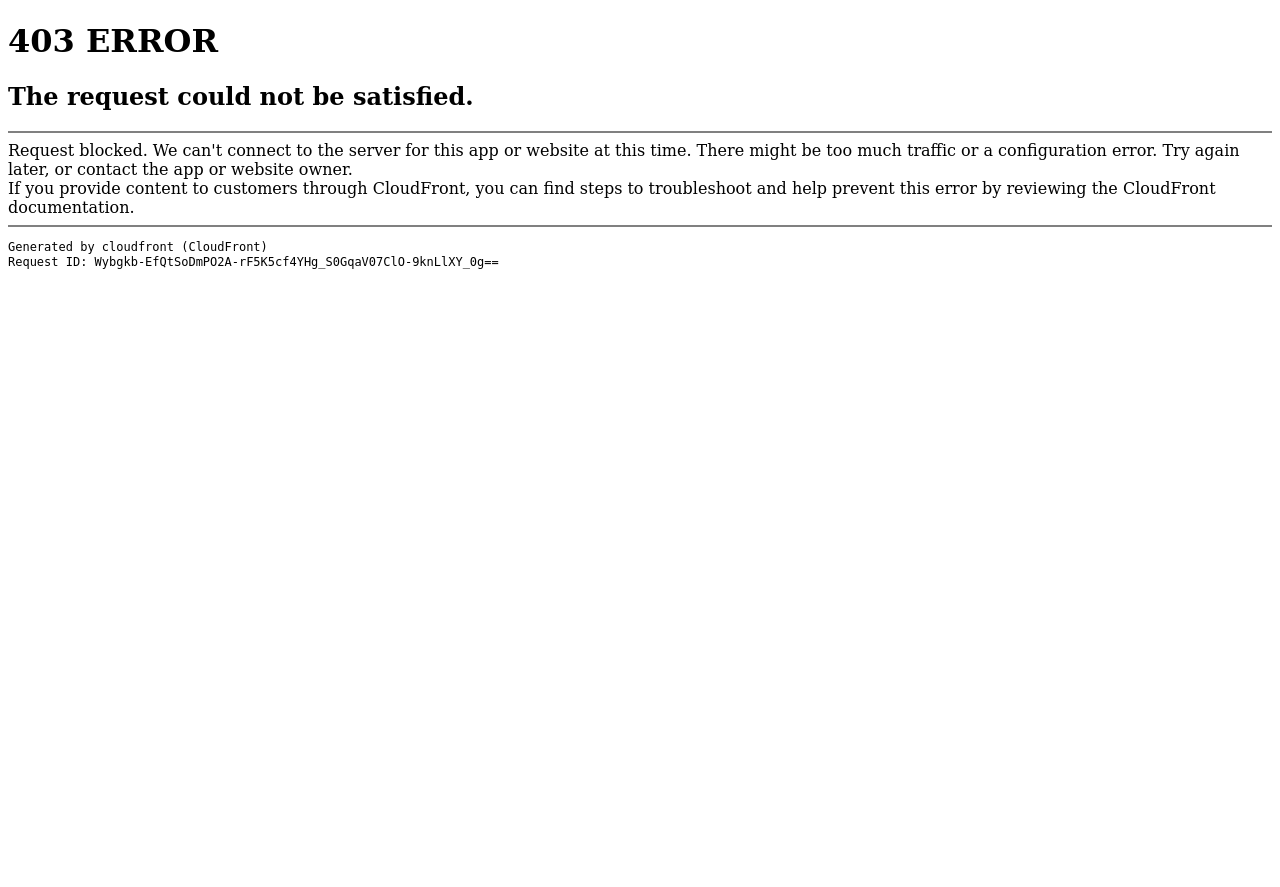 403 ERROR
The request could not be satisfied.
Request blocked. We can't connect to the server for this app or website at this time. There might be too much traffic or a configuration error. Try again
later, or contact the app or website owner.
If you provide content to customers through CloudFront, you can find steps to troubleshoot and help prevent this error by reviewing the CloudFront
documentation.
Generated by cloudfront (CloudFront)
Request ID: Wybgkb-EfQtSoDmPO2A-rF5K5cf4YHg_S0GqaV07ClO-9knLlXY_0g==